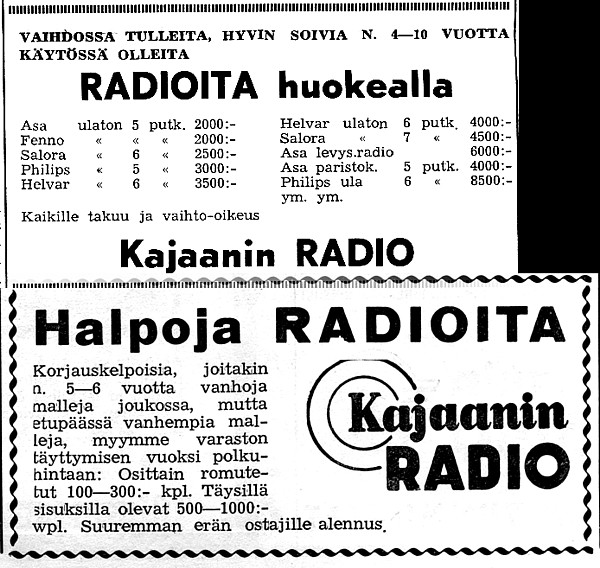 VAIHDOSSA TULLEITA, HYVIN SOIVIA N. 4—10 VUOTTA
KÄYTÖSSÄ OLLEITA
RADIOITA huokealla
Asa ulaton 5 putk. 2000:-
Fenno « « « 2000:-
Salora « 6 « 2500:-
Philips « 5 « 3000:-
Helvar « 6 « 3500:-
Helvar ulaton 6 putk. 4000:-
Salora « 7 « 4500:-
Asa levys.radio 6000:-
Asa paristok. 5 putk. 4000:-
Philips ula 6 « 8500:-
ym. ym.
Kaikille takuu ja vaihto-oikeus
Kajaanin RADIO
Halpoja RADIOITA
Korjauskelpoisia, joitakin
n. 5—6 vuotta vanhoja
malleja joukossa, mutta
etupäässä vanhempia mal-
leja, myymme varaston
täyttymisen vuoksi polku-
hintaan: Osittain romute-
tut 100—300:- kpl. Täysillä
sisuksilla olevat 500—1000:-
wpl. Suuremman erän ostajille alennus.
Kajaanin
RADIO